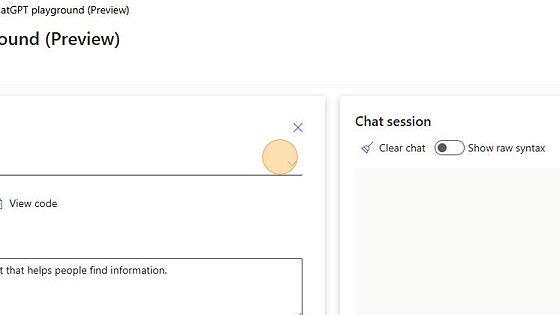 atGPT playground (Preview)
ound (Preview)
Chat session
Clear chat
Show raw syntax
View code
t that helps people find information.